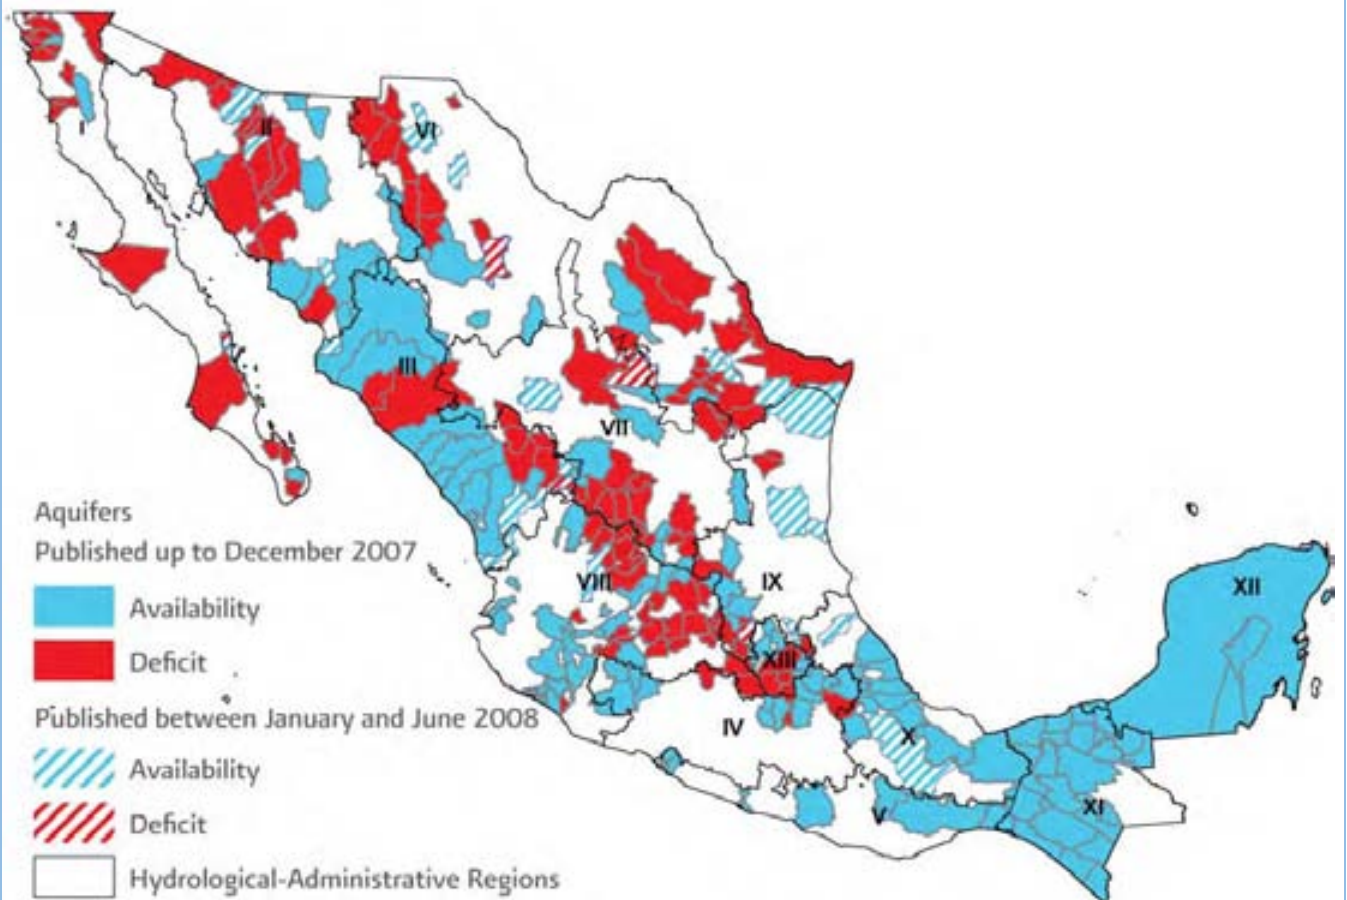 I
II
VI
III
VII
VIII
IX
XII
XIII
IV
X
XI
V
Aquifers
Published up to December 2007
Availability
Deficit
Published between January and June 2008
Availability
Deficit
Hydrological-Administrative Regions